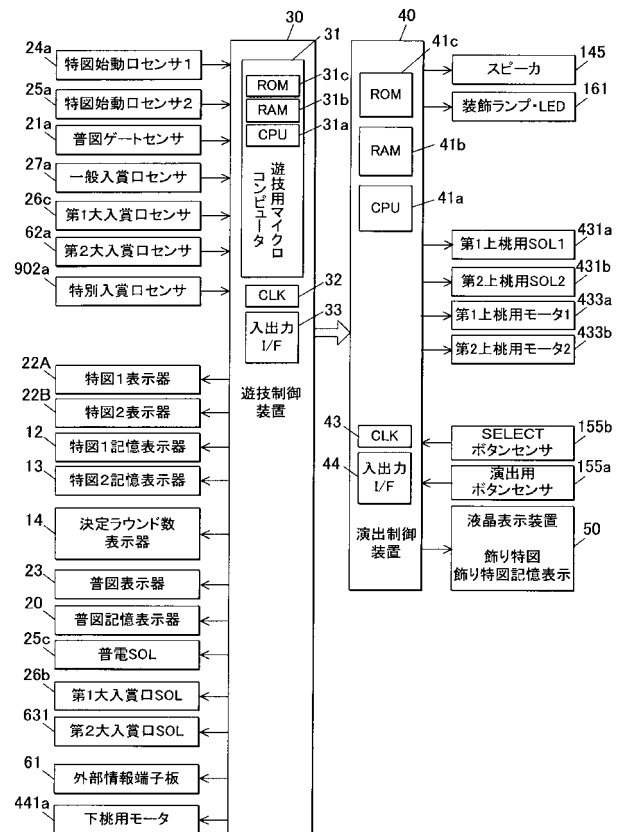 24a
特図始動口センサ1
25a
特図始動口センサ2
21a
普図ゲートセンサ
27a
一般入賞口センサ
26c
第1大入賞口センサ
62a
第2大入賞口センサ
902a
特別入賞口センサ
22A
特図1表示器
22B
特図2表示器
12
特図1記憶表示器
13
特図2記憶表示器
14
決定ラウンド数
表示器
23
普図表示器
20
普図記憶表示器
25c
普電SOL
26b
第1大入賞口SOL
631
第2大入賞口SOL
61
外部情報端子板
441a
下桃用モータ
30
31
ROM
31c
RAM
31b
CPU
31a
遊技用マイクロ
コンピュータ
32
CLK
33
入出力
I/F
遊技制御
装置
40
41c
ROM
RAM
41b
CPU
41a
43
CLK
44
入出力
I/F
演出制御
装置
145
スピーカ
161
装飾ランプ・LED
431a
第1上桃用SOL1
431b
第2上桃用SOL2
433a
第1上桃用モータ1
433b
第2上桃用モータ2
155b
SELECT
ボタンセンサ
155a
演出用
ボタンセンサ
50
液晶表示装置
飾り特図
飾り特図記憶表示